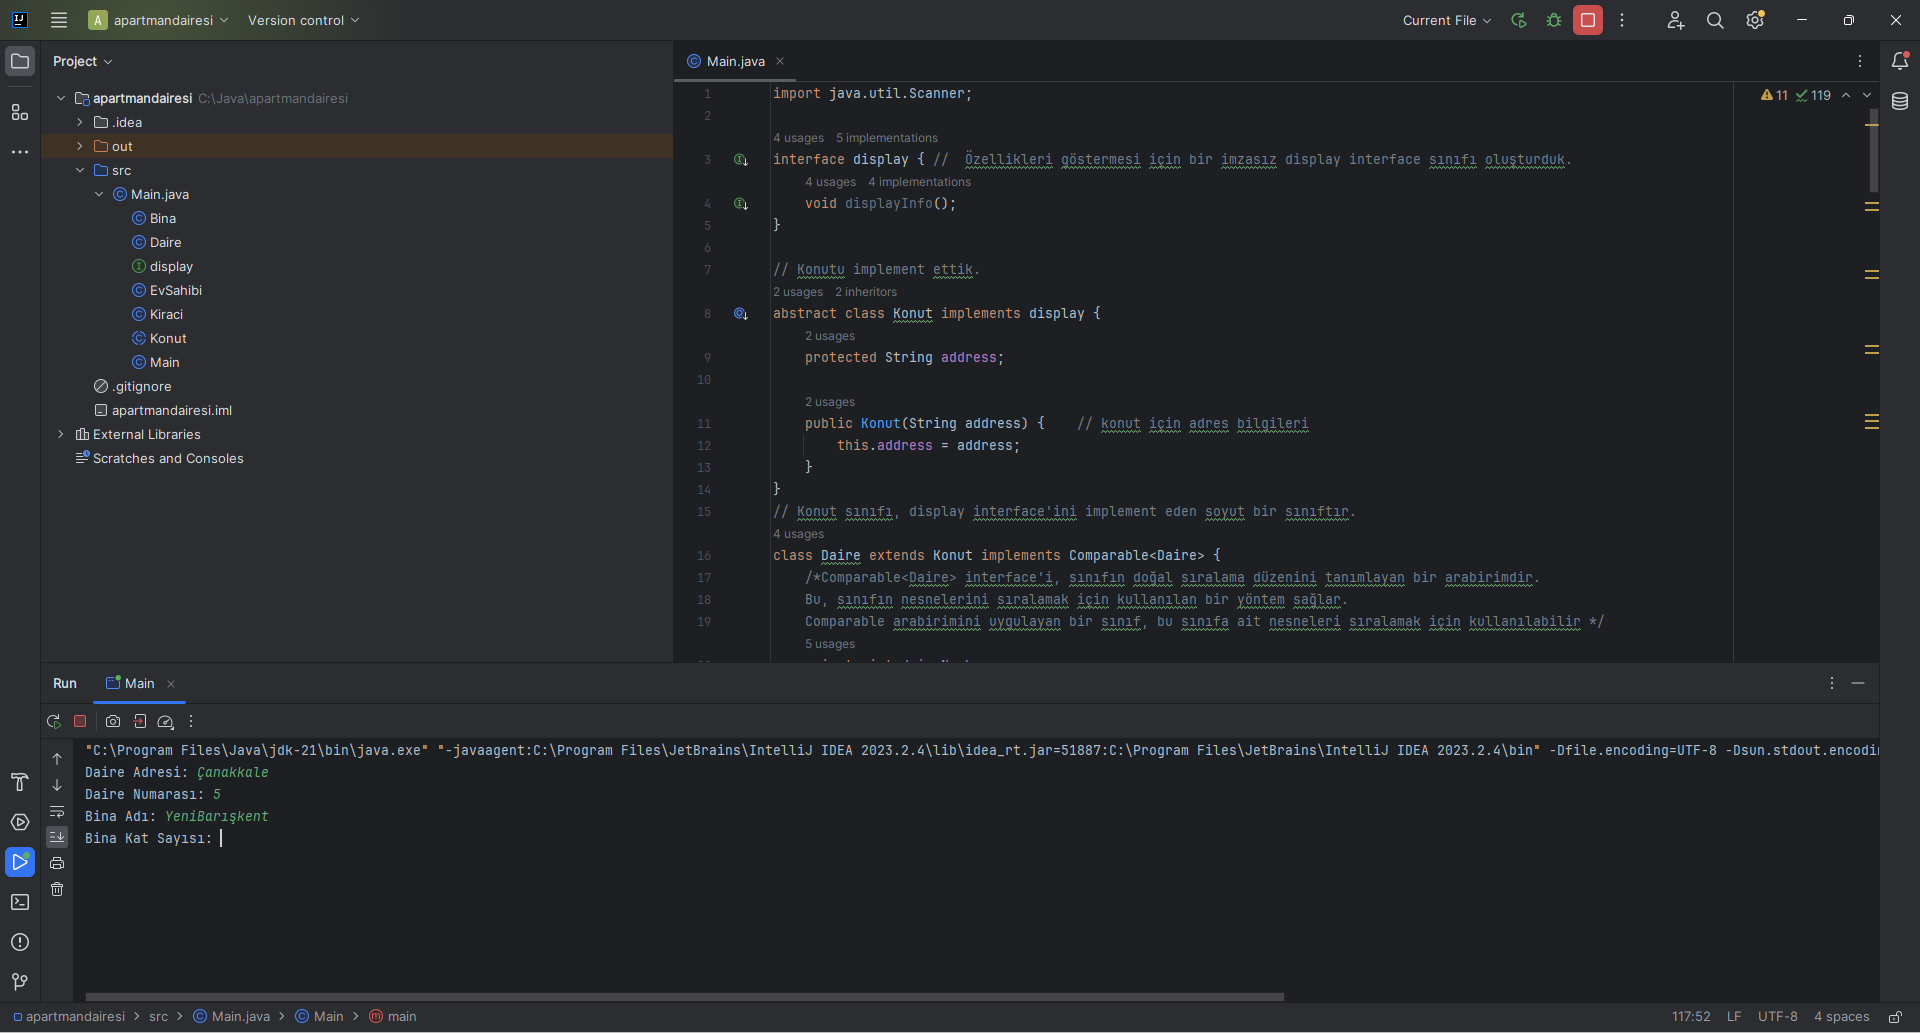 A apartmandairesi Version control Current File
Project
apartmandairesi C:\Java\apartmandairesi
.idea
out
src
Main.java
Bina
Daire
display
EvSahibi
Kiraci
Konut
Main
.gitignore
apartmandairesi.iml
External Libraries
Scratches and Consoles
Main.java
11 119
1 import java.util.Scanner;
2
4 usages 5 implementations
3 interface display { // Özellikleri göstermesi için bir imzasız display interface sınıfı oluşturduk.
4 usages 4 implementations
4 void displayInfo();
5 }
6
7 // Konutu implement ettik.
2 usages 2 inheritors
8 abstract class Konut implements display {
2 usages
9 protected String address;
10
2 usages
11 public Konut(String address) { // konut için adres bilgileri
12 this.address = address;
13 }
14 }
15 // Konut sınıfı, display interface'ini implement eden soyut bir sınıftır.
4 usages
16 class Daire extends Konut implements Comparable<Daire> {
17 /*Comparable<Daire> interface'i, sınıfın doğal sıralama düzenini tanımlayan bir arabirimdir.
18 Bu, sınıfın nesnelerini sıralamak için kullanılan bir yöntem sağlar.
19 Comparable arabirimini uygulayan bir sınıf, bu sınıfa ait nesneleri sıralamak için kullanılabilir */
5 usages
Run Main
"C:\Program Files\Java\jdk-21\bin\java.exe" "-javaagent:C:\Program Files\JetBrains\IntelliJ IDEA 2023.2.4\lib\idea_rt.jar=51887:C:\Program Files\JetBrains\IntelliJ IDEA 2023.2.4\bin" -Dfile.encoding=UTF-8 -Dsun.stdout.encodin
Daire Adresi: Çanakkale
Daire Numarası: 5
Bina Adı: YeniBarışkent
Bina Kat Sayısı:
apartmandairesi > src > Main.java > Main > main
117:52 LF UTF-8 4 spaces